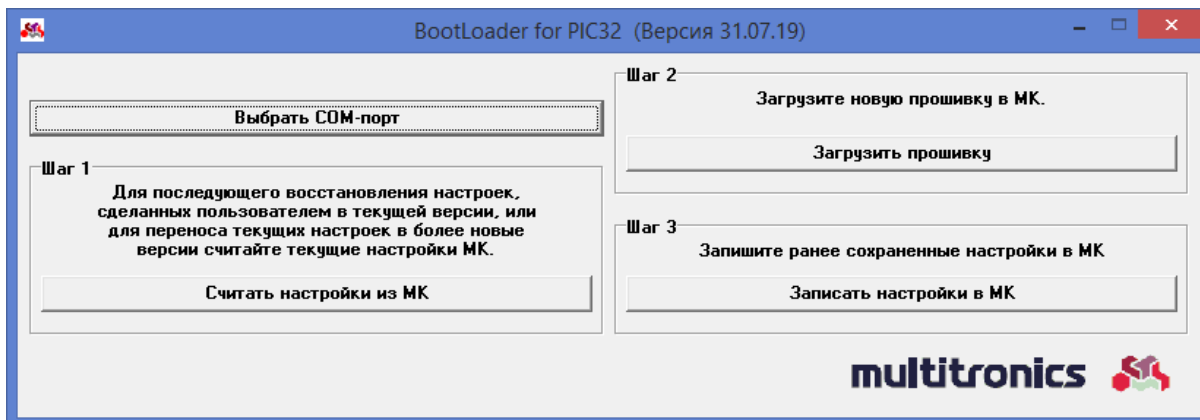 BootLoader for PIC32 (Версия 31.07.19)
Выбрать COM-порт
Шаг 1
Для последующего восстановления настроек,
сделанных пользователем в текущей версии, или
для переноса текущих настроек в более новые
версии считайте текущие настройки МК.
Считать настройки из МК
Шаг 2
Загрузите новую прошивку в МК.
Загрузить прошивку
Шаг 3
Запишите ранее сохраненные настройки в МК
Записать настройки в МК
multitronics